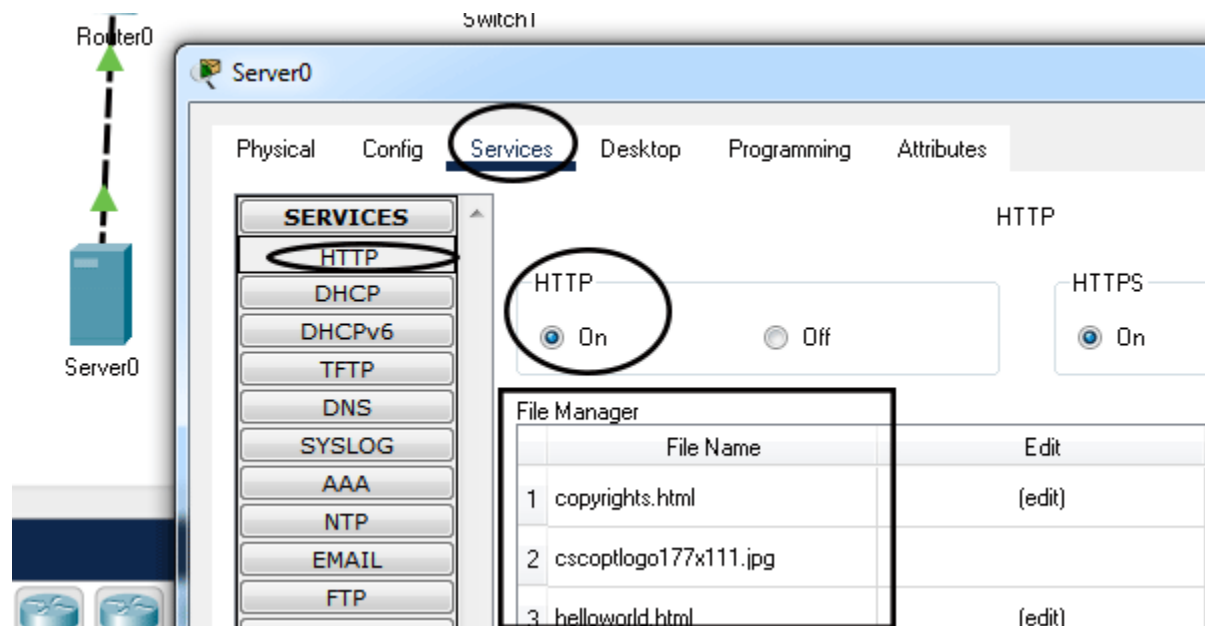 Switch1
Router0
Server0
Physical Config Services Desktop Programming Attributes
SERVICES
HTTP
DHCP
DHCPv6
TFTP
DNS
SYSLOG
AAA
NTP
EMAIL
FTP
HTTP
HTTP HTTPS
On Off On
File Manager
File Name Edit
1 copyrights.html (edit)
2 cscoptlogo177x111.jpg
3 helloworld.html (edit)
Server0